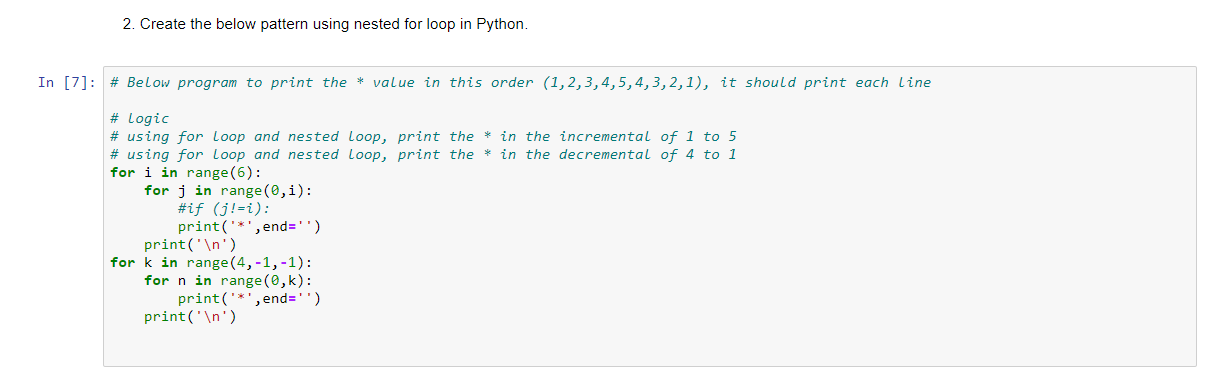 2. Create the below pattern using nested for loop in Python.
In [7]:
# Below program to print the * value in this order (1,2,3,4,5,4,3,2,1), it should print each line

# logic
# using for loop and nested loop, print the * in the incremental of 1 to 5
# using for loop and nested loop, print the * in the decremental of 4 to 1
for i in range(6):
    for j in range(0,i):
        #if (j!=i):
        print('*',end='')
    print('\n')
for k in range(4,-1,-1):
    for n in range(0,k):
        print('*',end='')
    print('\n')